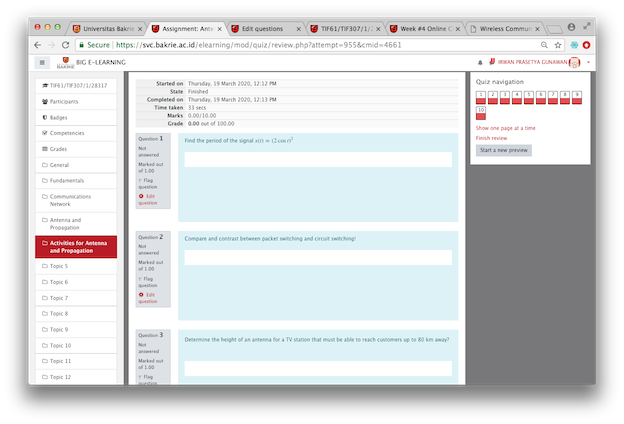 Universitas Bakrie
Assignment: Ante
Edit questions
TIF61/TIF307/1/2
Week #4 Online C
Wireless Commun
Secure
https://svc.bakrie.ac.id/elearning/mod/quiz/review.php?attempt=955&cmid=4661
BAKRIE
BIG E-LEARNING
IRWAN PRASETYA GUNAWAN
TIF61/TIF307/1/28317
Participants
Badges
Competencies
Grades
General
Fundamentals
Communications
Network
Antenna and
Propagation
Activities for Antenna
and Propagation
Topic 5
Topic 6
Topic 7
Topic 8
Topic 9
Topic 10
Topic 11
Topic 12
Started on Thursday, 19 March 2020, 12:12 PM
State Finished
Completed on Thursday, 19 March 2020, 12:13 PM
Time taken 33 secs
Marks 0.00/10.00
Grade 0.00 out of 100.00
Question 1
Not
answered
Marked out
of 1.00
Flag
question
Edit
question
Find the period of the signal x(t) = (2 cos t)²
Question 2
Not
answered
Marked out
of 1.00
Flag
question
Edit
question
Compare and contrast between packet switching and circuit switching!
Question 3
Not
answered
Marked out
of 1.00
Flag
question
Determine the height of an antenna for a TV station that must be able to reach customers up to 80 km away?
Quiz navigation
1 2 3 4 5 6 7 8 9
10
Show one page at a time
Finish review
Start a new preview